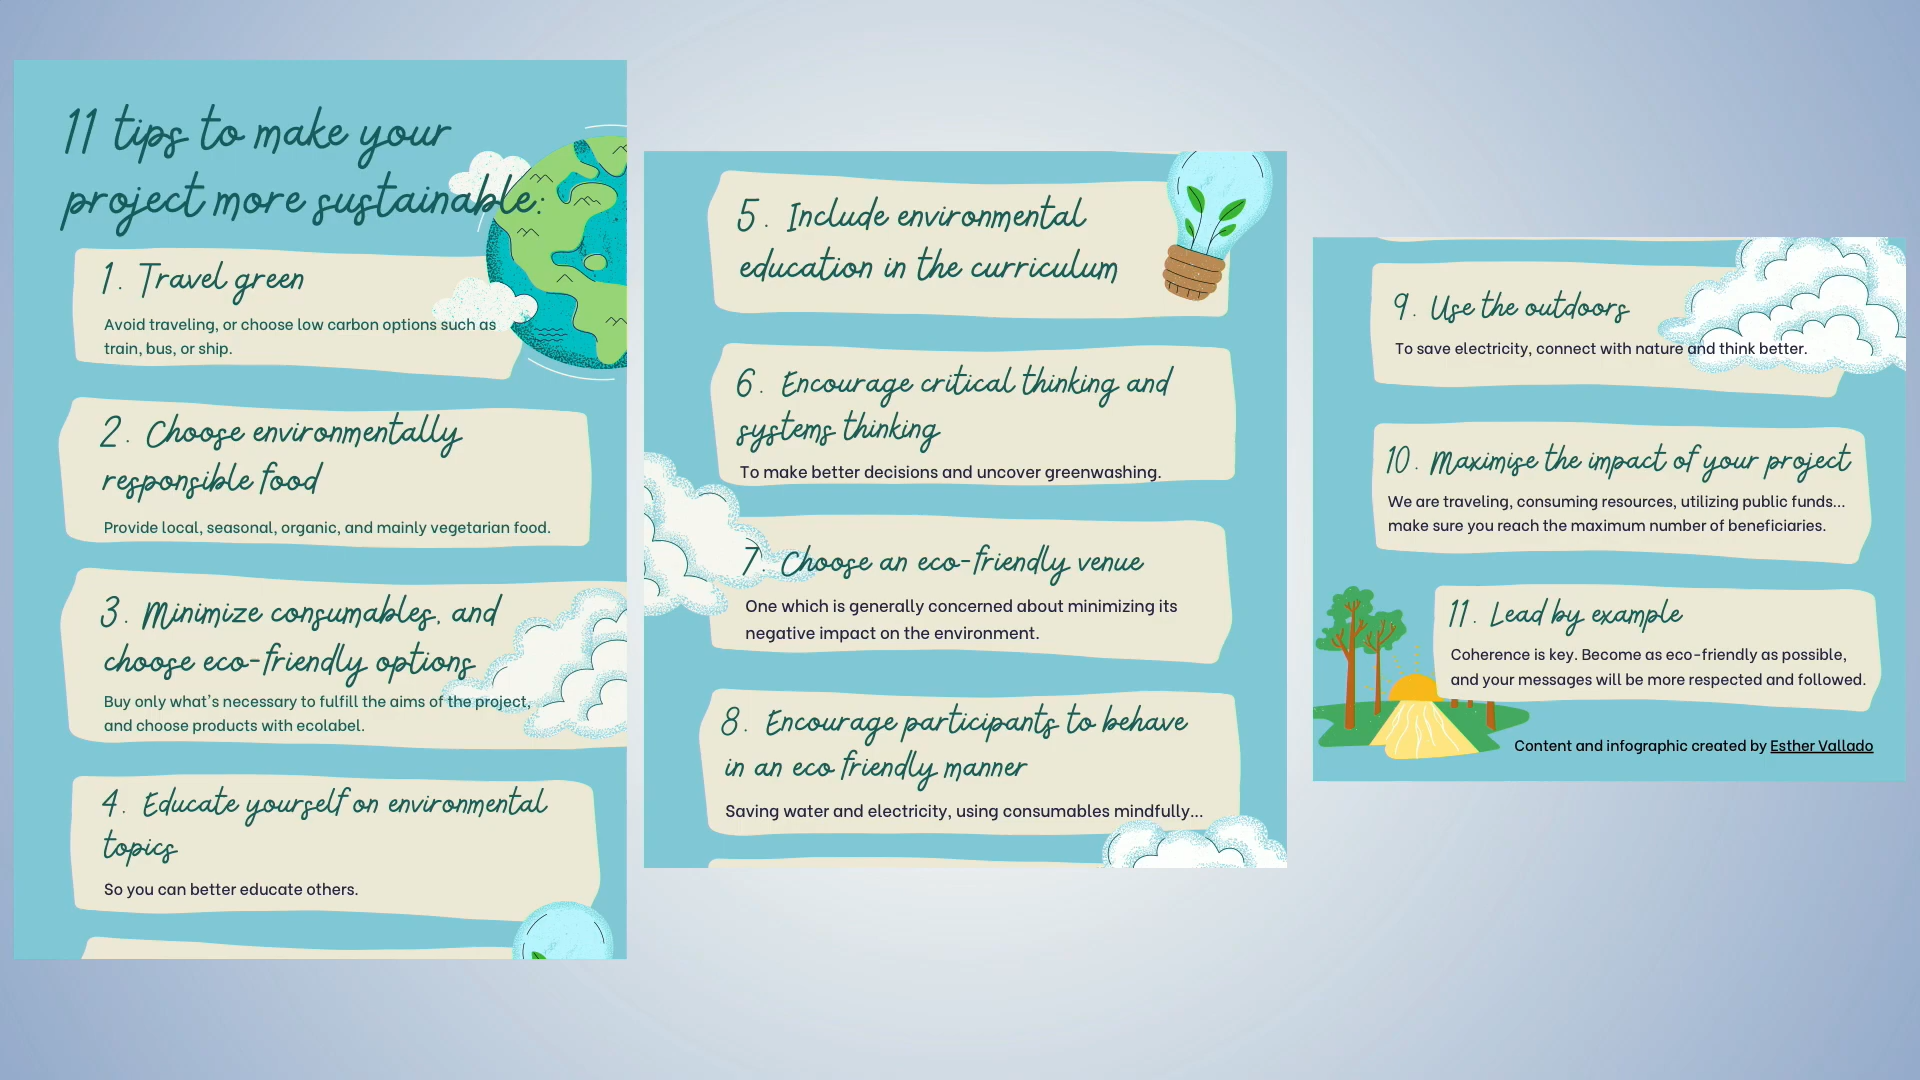 11 tips to make your
project more sustainable:
1. Travel green
Avoid traveling, or choose low carbon options such as
train, bus, or ship.
2. Choose environmentally
responsible food
Provide local, seasonal, organic, and mainly vegetarian food.
3. Minimize consumables, and
choose eco-friendly options
Buy only what's necessary to fulfill the aims of the project,
and choose products with ecolabel.
4. Educate yourself on environmental
topics
So you can better educate others.
5. Include environmental
education in the curriculum
6. Encourage critical thinking and
systems thinking
To make better decisions and uncover greenwashing.
7. Choose an eco-friendly venue
One which is generally concerned about minimizing its
negative impact on the environment.
8. Encourage participants to behave
in an eco friendly manner
Saving water and electricity, using consumables mindfully...
9. Use the outdoors
To save electricity, connect with nature and think better.
10. Maximise the impact of your project
We are traveling, consuming resources, utilizing public funds...
make sure you reach the maximum number of beneficiaries.
11. Lead by example
Coherence is key. Become as eco-friendly as possible,
and your messages will be more respected and followed.
Content and infographic created by Esther Vallado